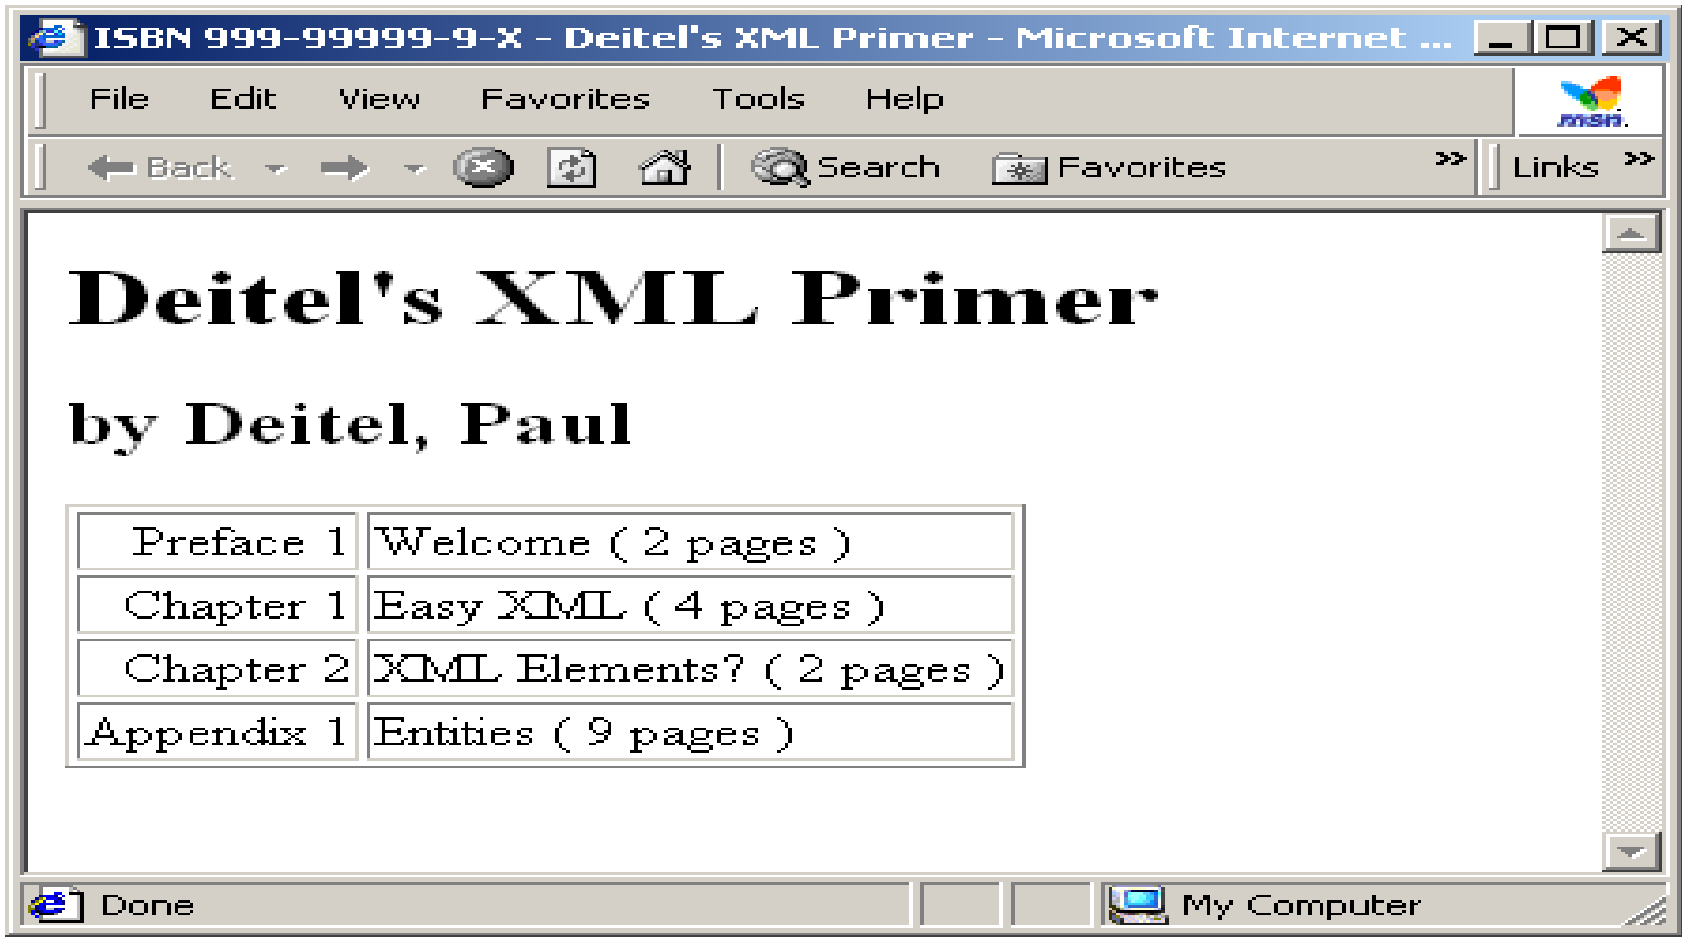 ISBN 999-99999-9-X - Deitel's XML Primer - Microsoft Internet ...
File Edit View Favorites Tools Help
msn.
Back Search Favorites » Links »
Deitel's XML Primer
by Deitel, Paul
Preface 1 Welcome ( 2 pages )
Chapter 1 Easy XML ( 4 pages )
Chapter 2 XML Elements? ( 2 pages )
Appendix 1 Entities ( 9 pages )
Done My Computer